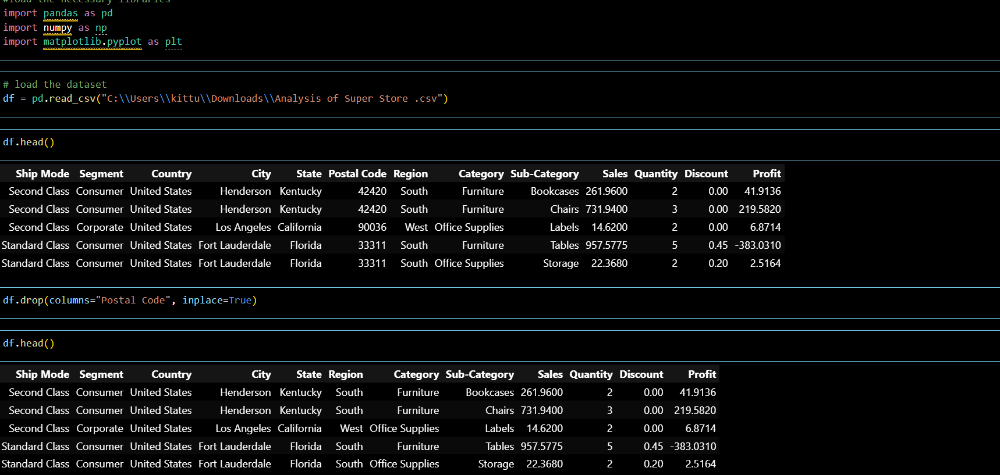 #load the necessary libraries
import pandas as pd
import numpy as np
import matplotlib.pyplot as plt
# load the dataset
df = pd.read_csv("C:\\Users\\kittu\\Downloads\\Analysis of Super Store .csv")
df.head()
Ship Mode Segment Country City State Postal Code Region Category Sub-Category Sales Quantity Discount Profit
Second Class Consumer United States Henderson Kentucky 42420 South Furniture Bookcases 261.9600 2 0.00 41.9136
Second Class Consumer United States Henderson Kentucky 42420 South Furniture Chairs 731.9400 3 0.00 219.5820
Second Class Corporate United States Los Angeles California 90036 West Office Supplies Labels 14.6200 2 0.00 6.8714
Standard Class Consumer United States Fort Lauderdale Florida 33311 South Furniture Tables 957.5775 5 0.45 -383.0310
Standard Class Consumer United States Fort Lauderdale Florida 33311 South Office Supplies Storage 22.3680 2 0.20 2.5164
df.drop(columns="Postal Code", inplace=True)
df.head()
Ship Mode Segment Country City State Region Category Sub-Category Sales Quantity Discount Profit
Second Class Consumer United States Henderson Kentucky South Furniture Bookcases 261.9600 2 0.00 41.9136
Second Class Consumer United States Henderson Kentucky South Furniture Chairs 731.9400 3 0.00 219.5820
Second Class Corporate United States Los Angeles California West Office Supplies Labels 14.6200 2 0.00 6.8714
Standard Class Consumer United States Fort Lauderdale Florida South Furniture Tables 957.5775 5 0.45 -383.0310
Standard Class Consumer United States Fort Lauderdale Florida South Office Supplies Storage 22.3680 2 0.20 2.5164